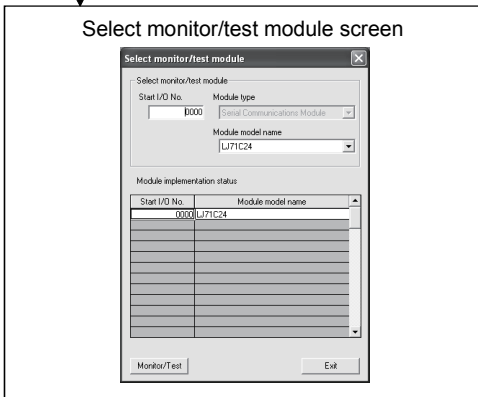 Select monitor/test module screen
Select monitor/test module
Select monitor/test module
Start I/O No.
Module type
0000
Serial Communications Module
Module model name
LJ71C24
Module implementation status
Start I/O No.
Module model name
0000
LJ71C24
Monitor/Test
Exit